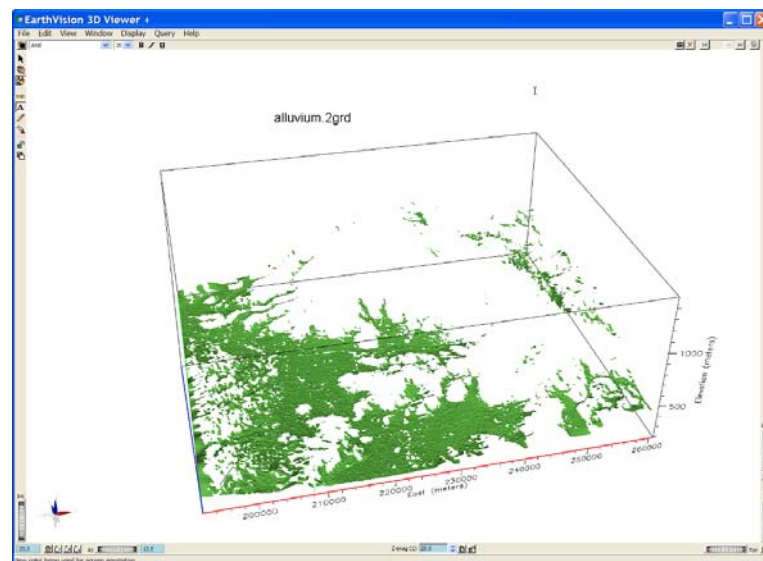 EarthVision 3D Viewer +
File Edit View Window Display Query Help
alluvium.2grd
1000
500
Elevation (meters)
200000
210000
220000
230000
240000
250000
260000
East (meters)